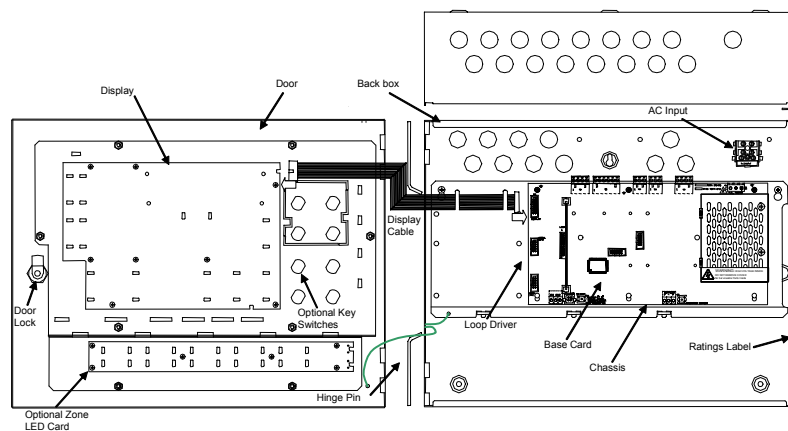 Door
Display
Back box
AC Input
Display
Cable
WARNING:
Door
Lock
Optional Key
Switches
Loop Driver
Base Card
Chassis
Ratings Label
Hinge Pin
Optional Zone
LED Card